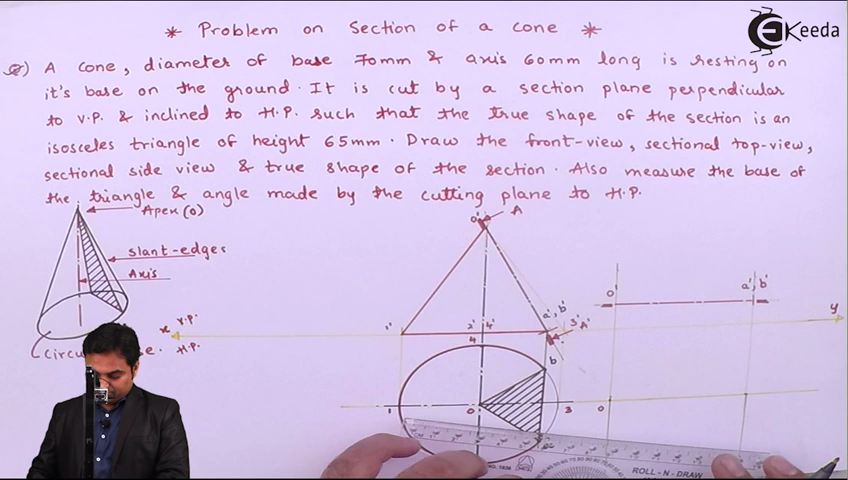 * Problem on Section of a cone *
EKeeda
Q) A cone, diameter of base 70mm & axis 60mm long is resting on
it's base on the ground. It is cut by a section plane perpendicular
to V.P. & inclined to H.P. such that the true shape of the section is an
isosceles triangle of height 65mm. Draw the front-view, sectional top-view,
sectional side view & true shape of the section. Also measure the base of
the triangle & angle made by the cutting plane to H.P.
Apex (o)
slant-edges
Axis
o' A
o' a', b'
a', b'
x V.P. 1' 2' 4' 3' A' y
H.P. 4
b
1 o 3 o
ROLL-N-DRAW